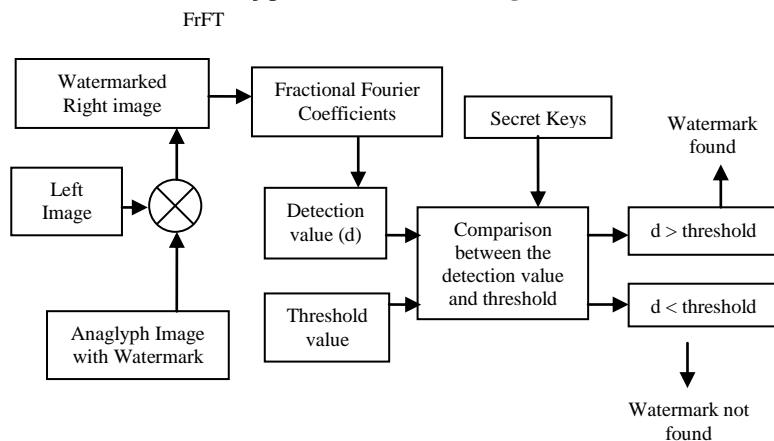 FrFT
Watermarked
Right image
Fractional Fourier
Coefficients
Secret Keys
Watermark
found
Left
Image
Detection
value (d)
Comparison
between the
detection value
and threshold
d > threshold
Anaglyph Image
with Watermark
Threshold
value
d < threshold
Watermark not
found